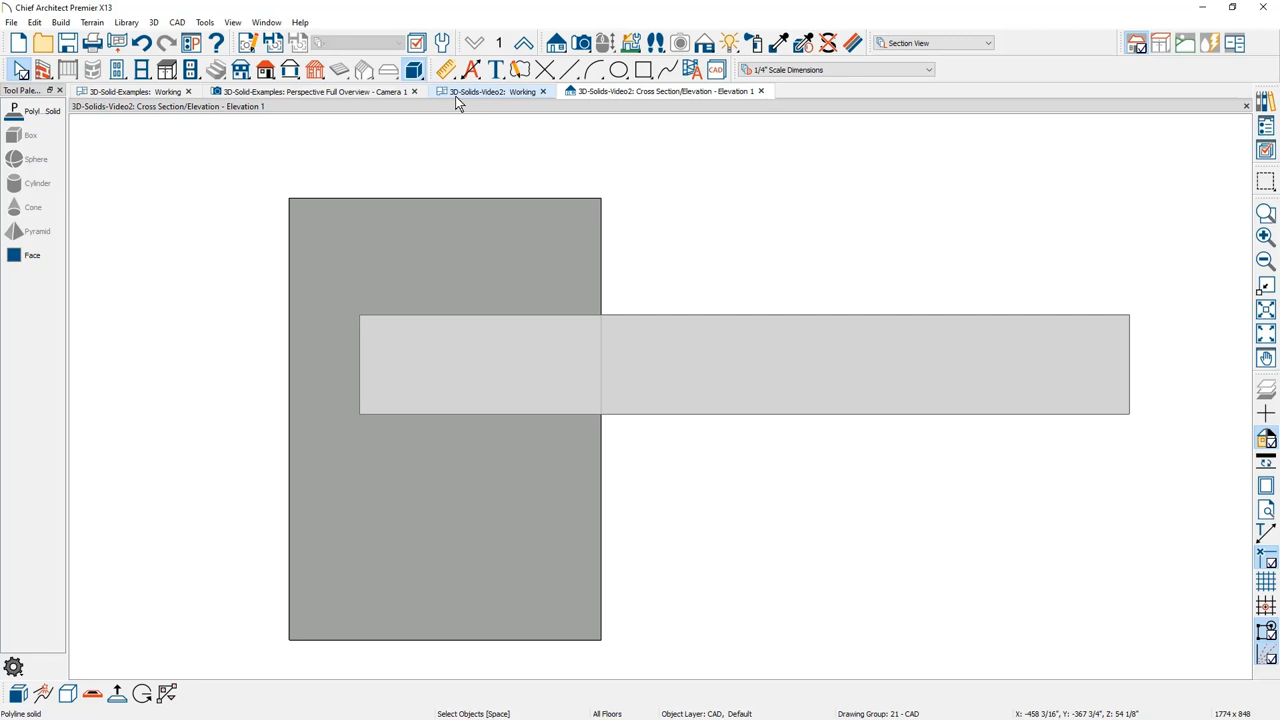 Chief Architect Premier X13
File Edit Build Terrain Library 3D CAD Tools View Window Help
1 Section View
1/4" Scale Dimensions
Tool Pale... 3D-Solid-Examples: Working 3D-Solid-Examples: Perspective Full Overview - Camera 1 3D-Solids-Video2: Working 3D-Solids-Video2: Cross Section/Elevation - Elevation 1
3D-Solids-Video2: Cross Section/Elevation - Elevation 1
Poly|. Solid
Box
Sphere
Cylinder
Cone
Pyramid
Face
Polyline solid Select Objects [Space] All Floors Object Layer: CAD, Default Drawing Group: 21 - CAD X: -458 3/16", Y: -367 3/4", Z: 54 1/8" 1774 x 848